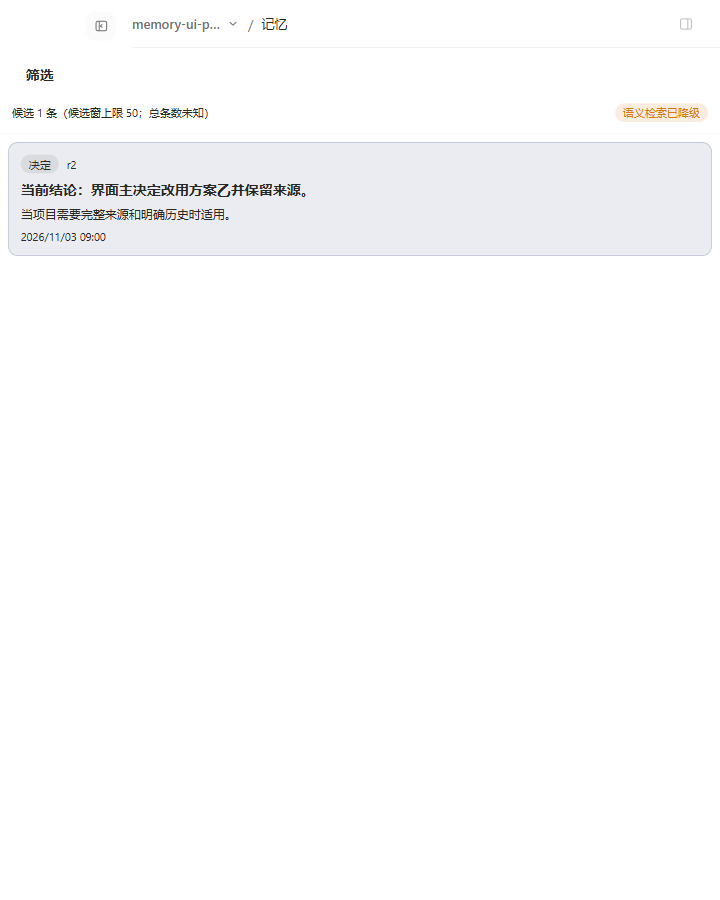 memory-ui-p... / 记忆
筛选
候选 1 条（候选窗上限 50；总条数未知） 语义检索已降级
决定 r2
当前结论：界面主决定改用方案乙并保留来源。
当项目需要完整来源和明确历史时适用。
2026/11/03 09:00